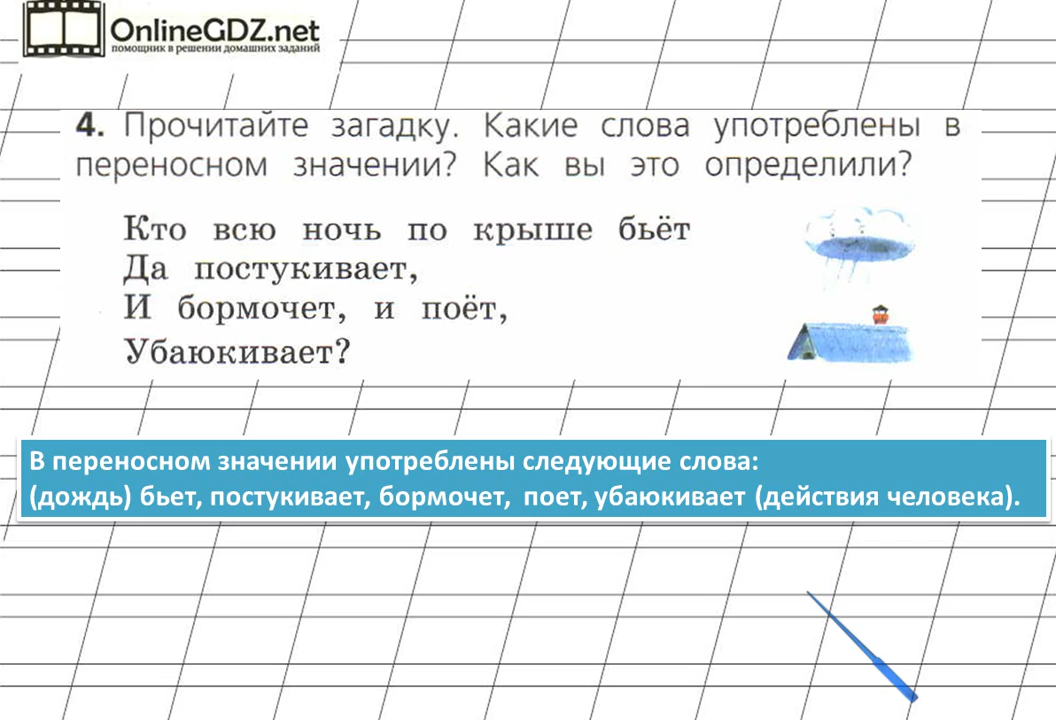 OnlineGDZ.net
помощник в решении домашних заданий
4. Прочитайте загадку. Какие слова употреблены в
переносном значении? Как вы это определили?
Кто всю ночь по крыше бьёт
Да постукивает,
И бормочет, и поёт,
Убаюкивает?
В переносном значении употреблены следующие слова:
(дождь) бьет, постукивает, бормочет, поет, убаюкивает (действия человека).